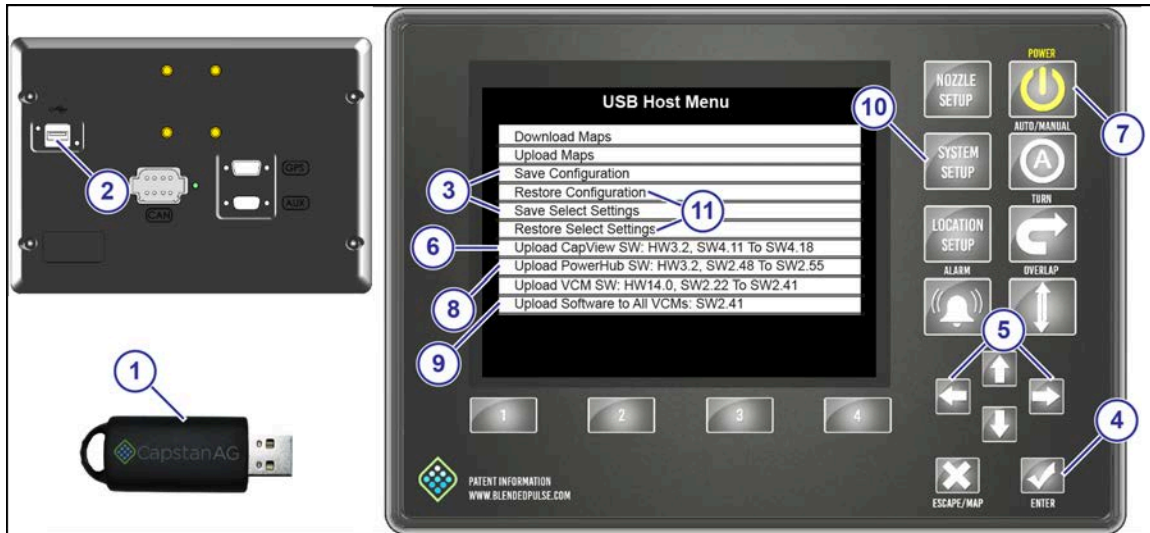 GPS
2
CAN
AUX
1
CapstanAG
USB Host Menu
Download Maps
Upload Maps
Save Configuration
Restore Configuration
Save Select Settings
Restore Select Settings
Upload CapView SW: HW3.2, SW4.11 To SW4.18
Upload PowerHub SW: HW3.2, SW2.48 To SW2.55
Upload VCM SW: HW14.0, SW2.22 To SW2.41
Upload Software to All VCMs: SW2.41
3
11
6
8
9
10
POWER
NOZZLE
SETUP
7
AUTO/MANUAL
SYSTEM
SETUP
A
TURN
LOCATION
SETUP
ALARM
OVERLAP
5
1
2
3
4
4
PATENT INFORMATION
WWW.BLENDEDPULSE.COM
ESCAPE/MAP
ENTER